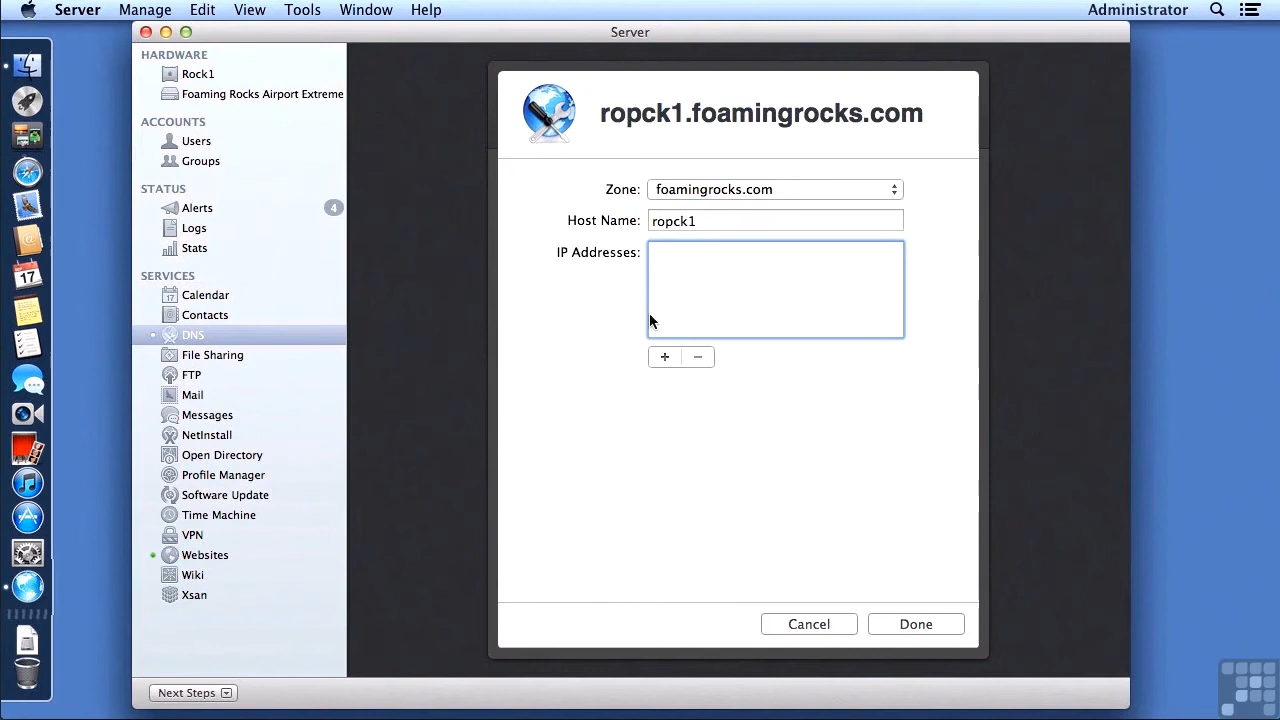 Server Manage Edit View Tools Window Help Administrator
Server
HARDWARE
Rock1
Foaming Rocks Airport Extreme
ACCOUNTS
Users
Groups
STATUS
Alerts 4
Logs
Stats
SERVICES
17 Calendar
Contacts
DNS
File Sharing
FTP
Mail
Messages
NetInstall
Open Directory
Profile Manager
Software Update
Time Machine
VPN
Websites
Wiki
Xsan
Next Steps
ropck1.foamingrocks.com
Zone: foamingrocks.com
Host Name: ropck1
IP Addresses:
+ −
Cancel Done
17